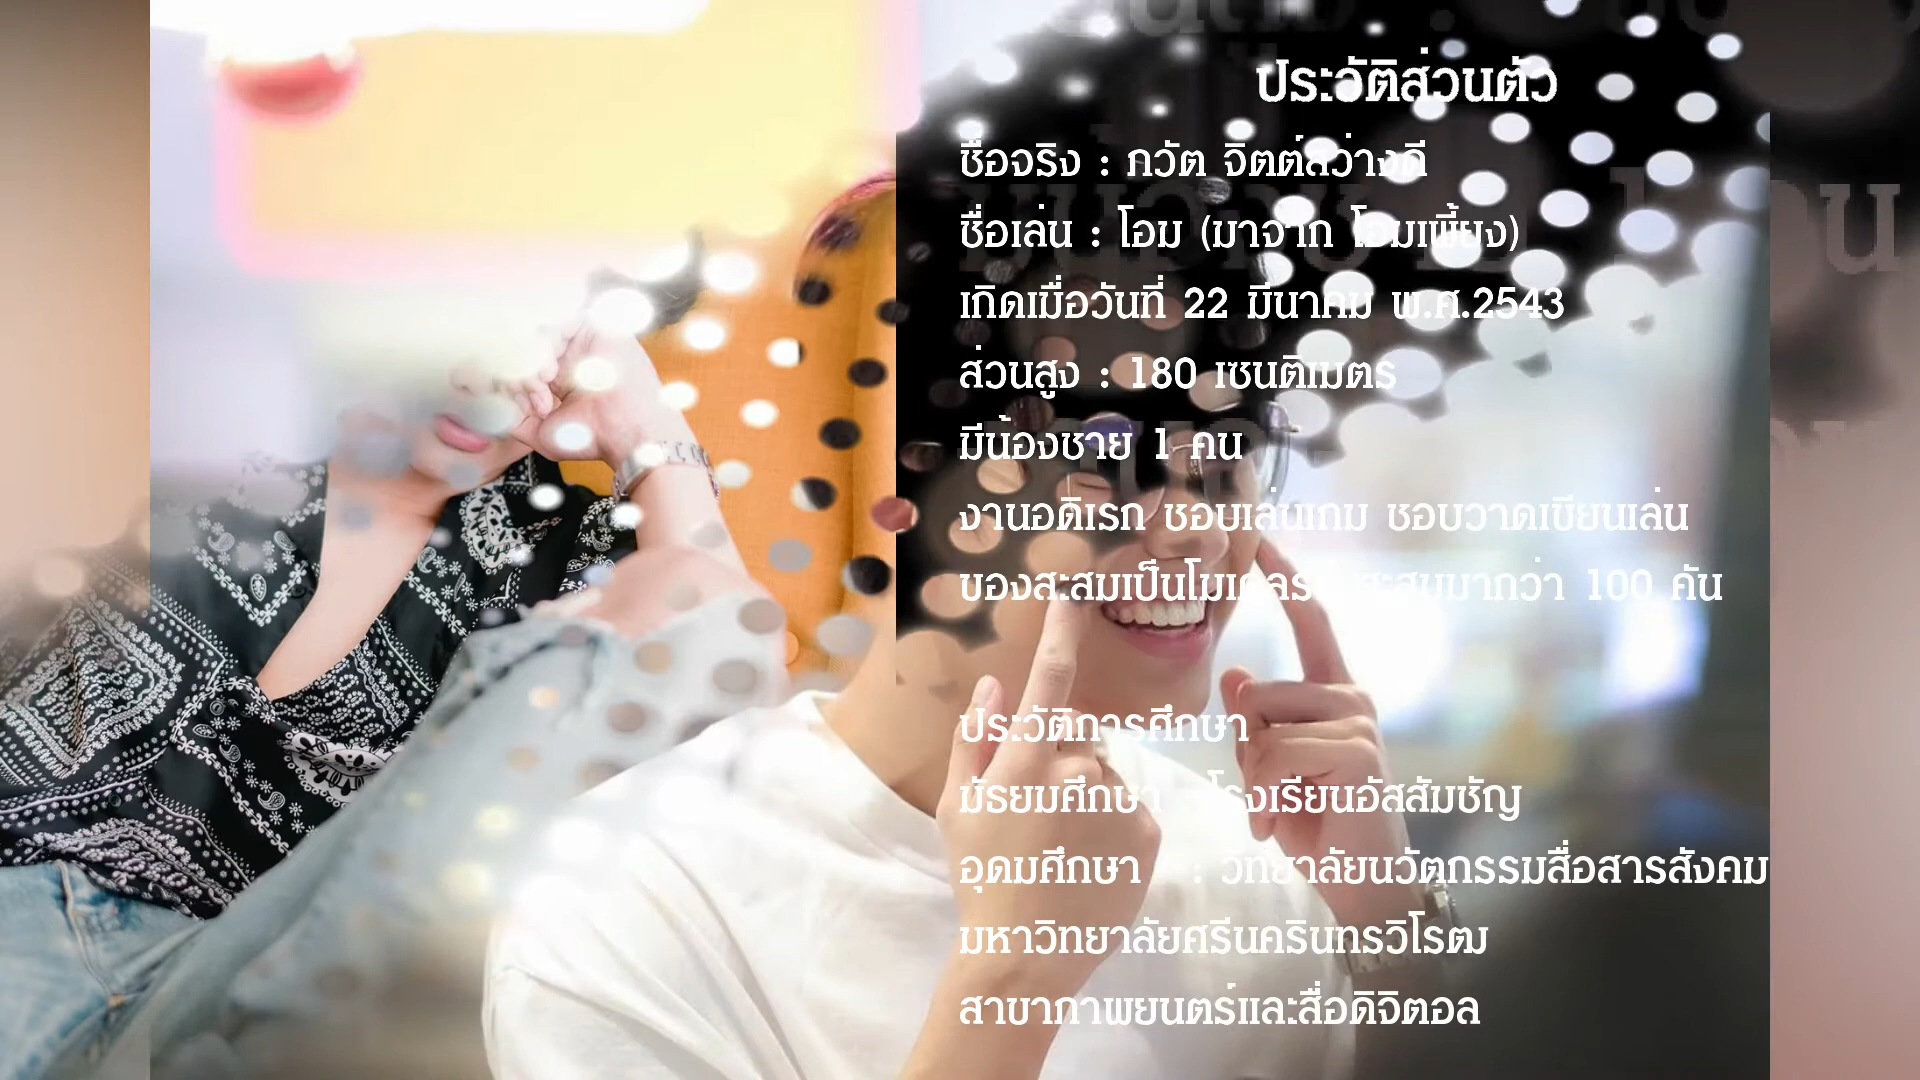 ประวัติส่วนตัว
ชื่อจริง : ภวัต จิตต์สว่างดี
ชื่อเล่น : โอม (มาจาก โอมเพี้ยง)
เกิดเมื่อวันที่ 22 มีนาคม พ.ศ.2543
ส่วนสูง : 180 เซนติเมตร
มีน้องชาย 1 คน
งานอดิเรก ชอบเล่นเกม ชอบวาดเขียนเล่น
ของสะสมเป็นโมเดลรถ สะสมมากว่า 100 คัน
ประวัติการศึกษา
มัธยมศึกษา : โรงเรียนอัสสัมชัญ
อุดมศึกษา : วิทยาลัยนวัตกรรมสื่อสารสังคม
มหาวิทยาลัยศรีนครินทรวิโรฒ
สาขาภาพยนตร์และสื่อดิจิตอล